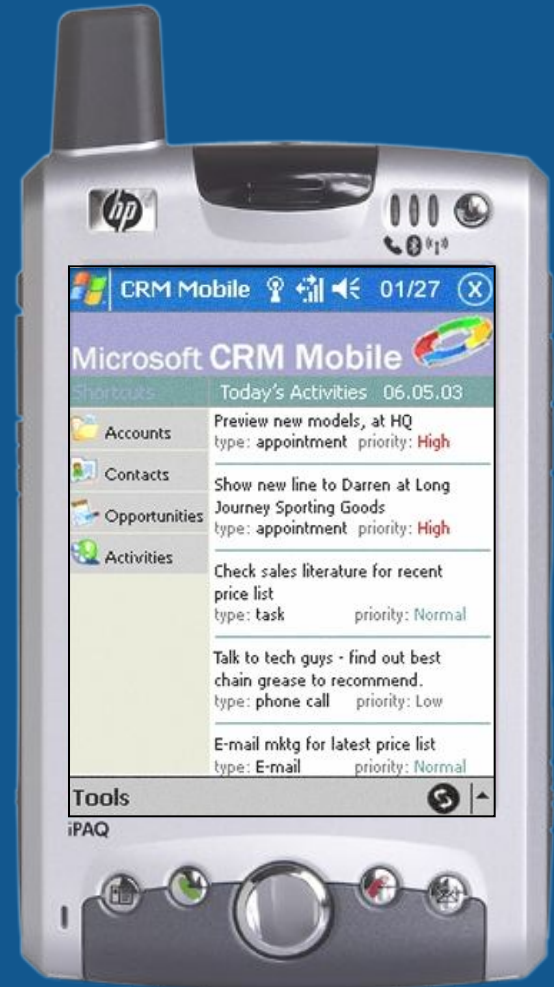 hp
CRM Mobile 01/27 X
Microsoft CRM Mobile
Shortcuts
Today's Activities 06.05.03
Accounts
Contacts
Opportunities
Activities
Preview new models, at HQ
type: appointment priority: High
Show new line to Darren at Long
Journey Sporting Goods
type: appointment priority: High
Check sales literature for recent
price list
type: task priority: Normal
Talk to tech guys - find out best
chain grease to recommend.
type: phone call priority: Low
E-mail mktg for latest price list
type: E-mail priority: Normal
Tools
iPAQ